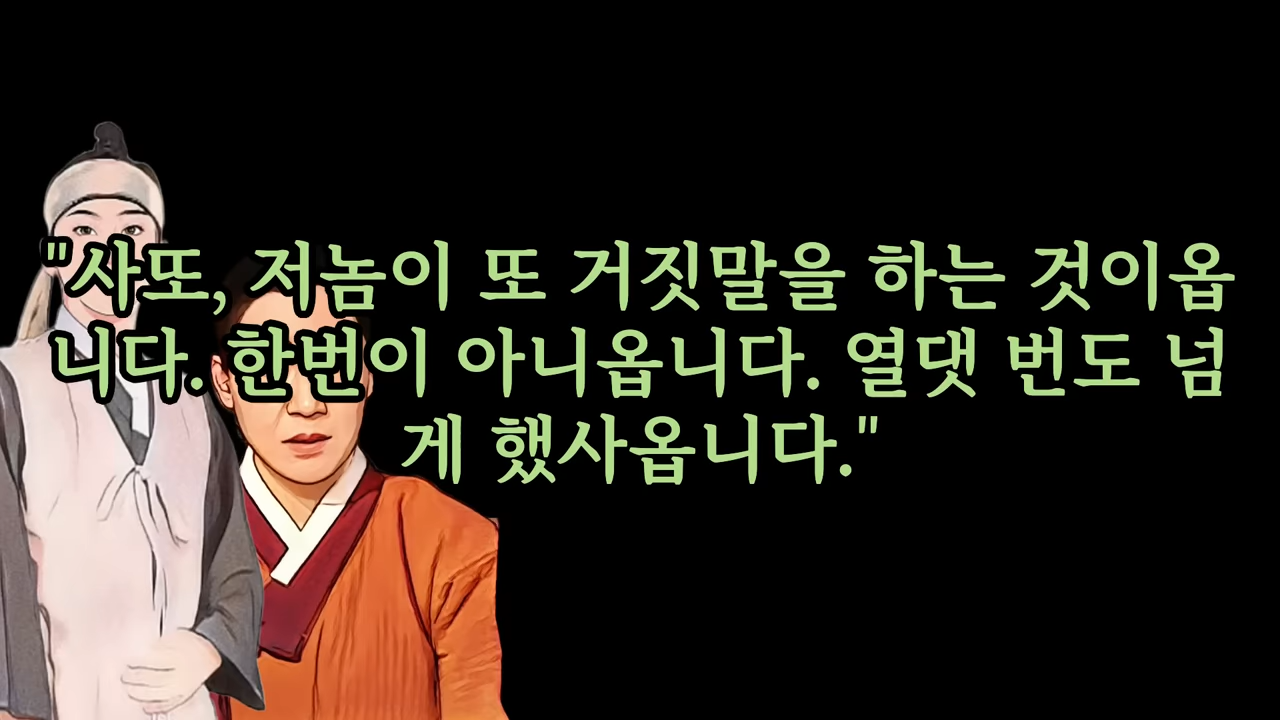 "사또, 저놈이 또 거짓말을 하는 것이옵
니다. 한번이 아니옵니다. 열댓 번도 넘
게 했사옵니다."